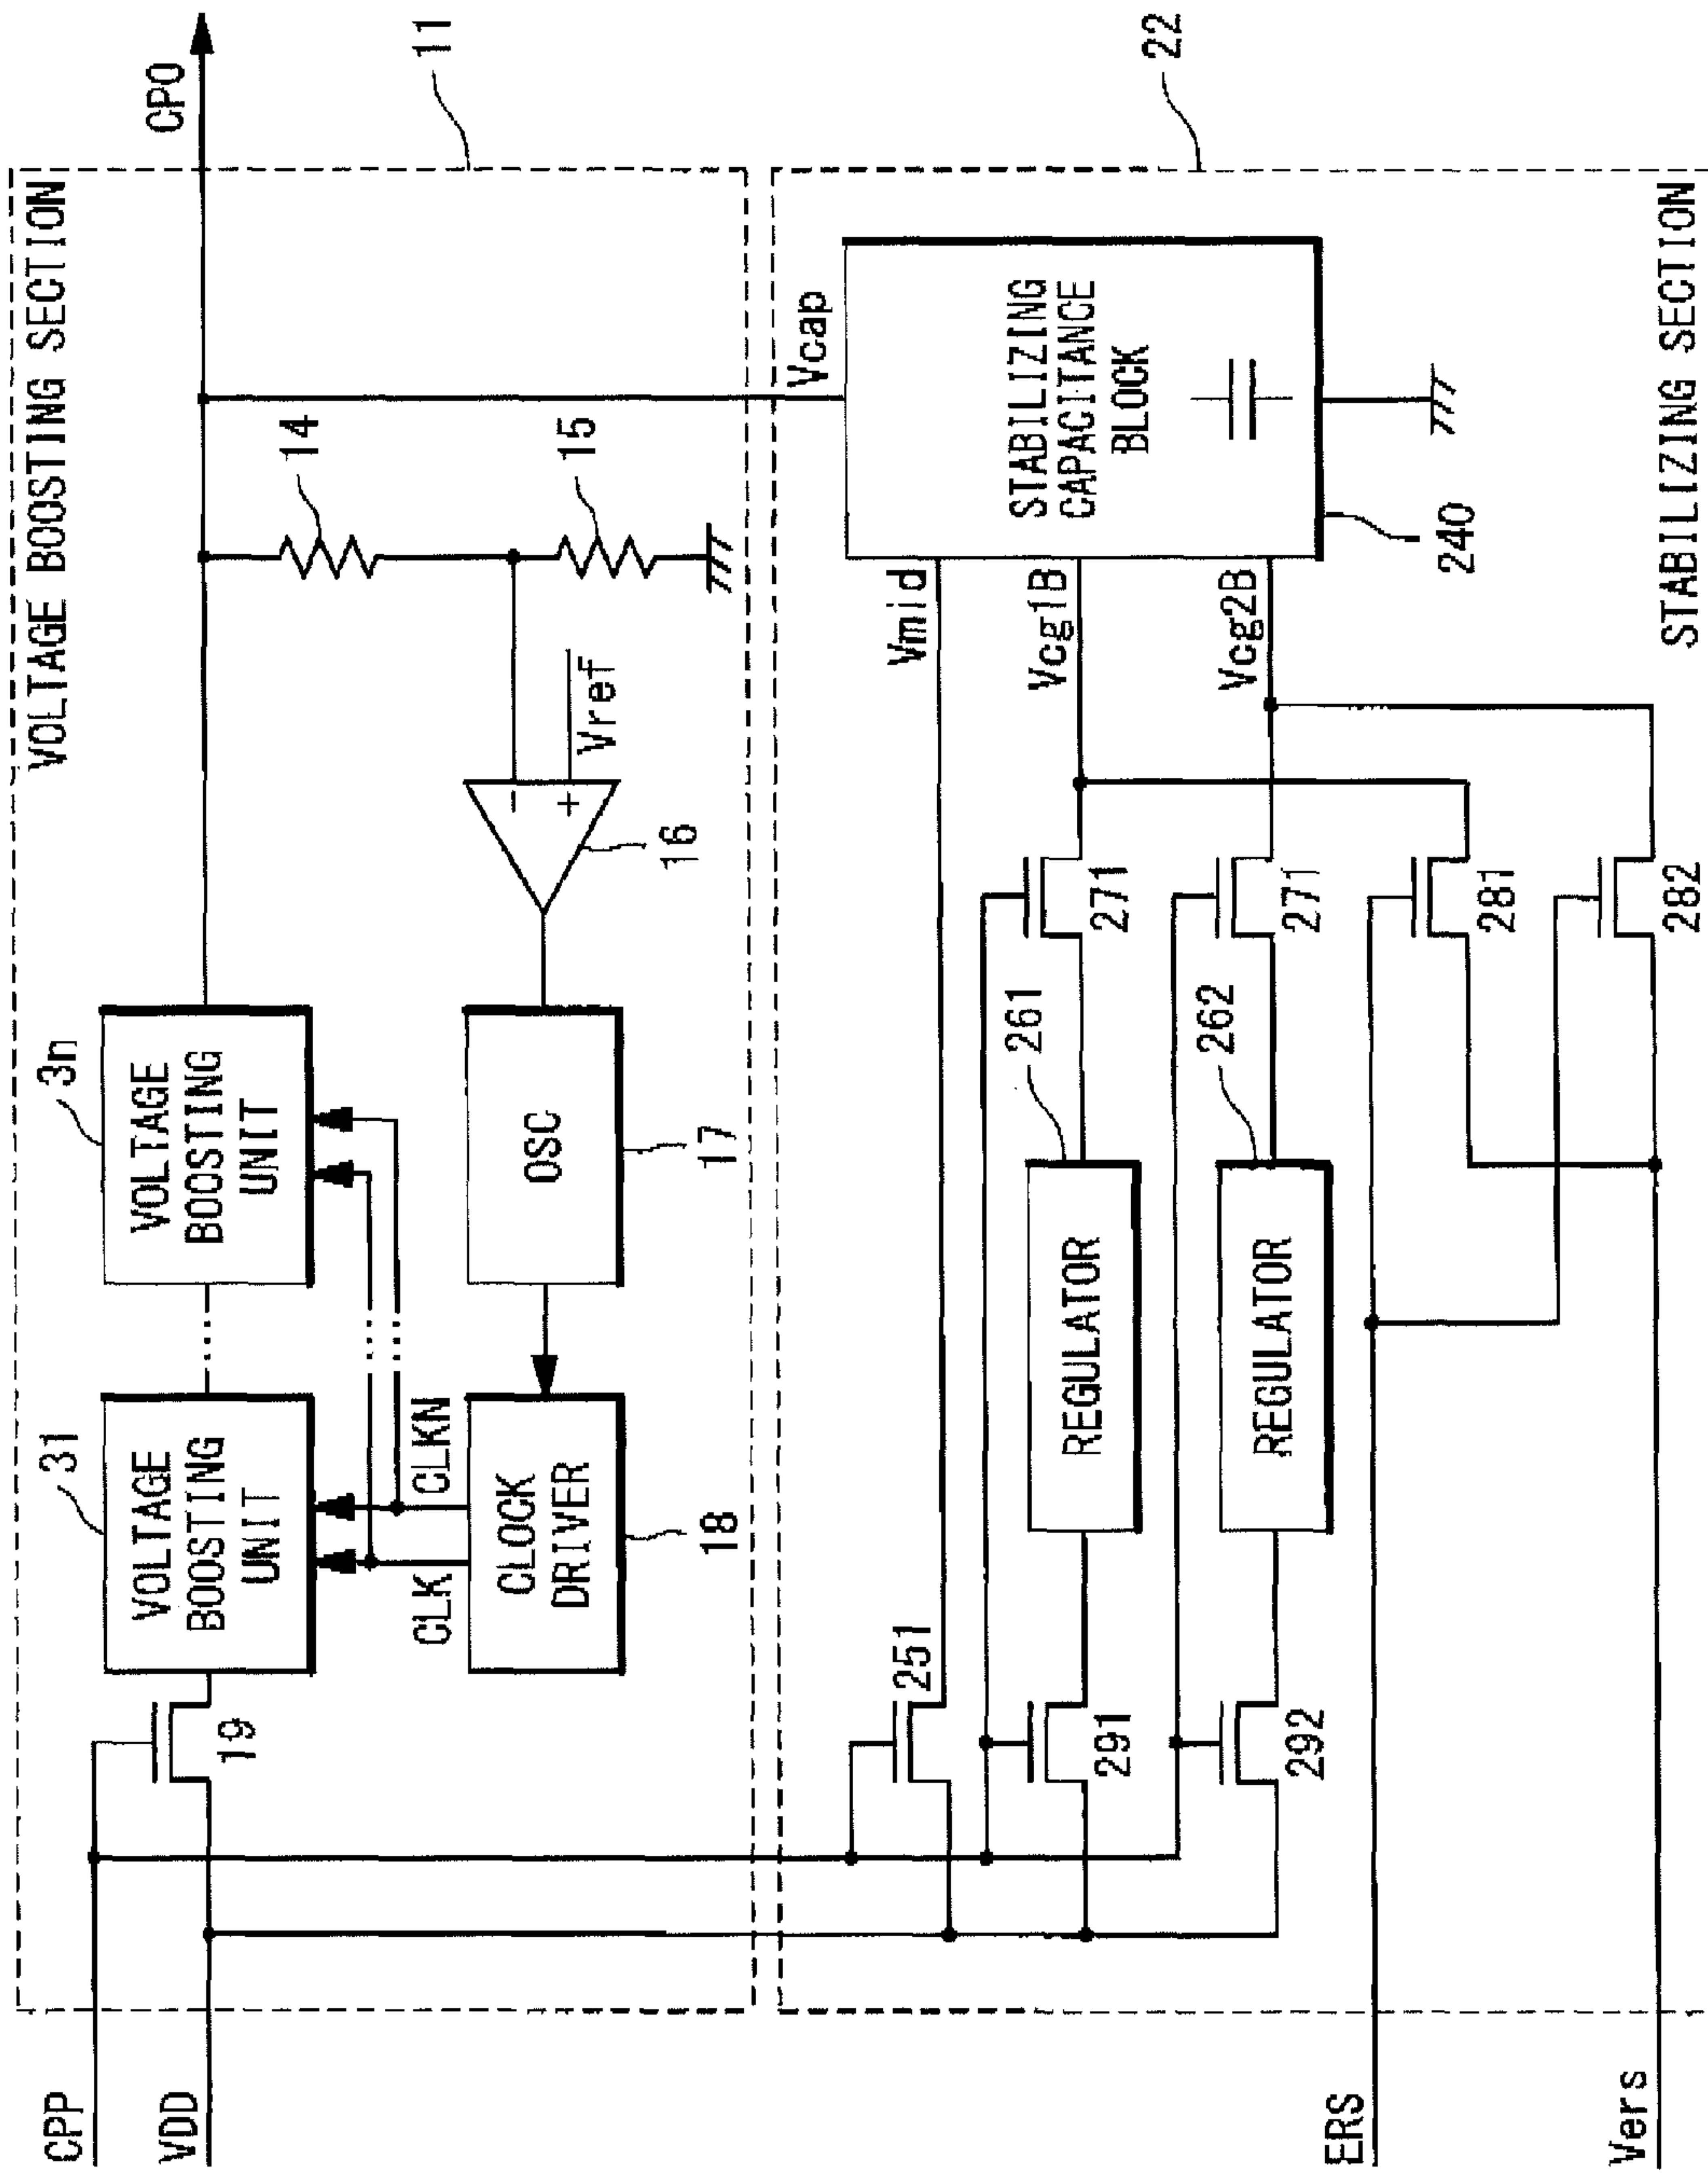 VOLTAGE BOOSTING SECTION
CPP
VDD
19
31
VOLTAGE
BOOSTING
UNIT
3n
VOLTAGE
BOOSTING
UNIT
CPO
CLK
CLKN
CLOCK
DRIVER
18
OSC
17
16
-
+
Vref
14
15
11
Vcap
22
251
Vmid
291
REGULATOR
261
271
Vcg1B
292
REGULATOR
262
271
Vcg2B
STABILIZING
CAPACITANCE
BLOCK
240
281
282
ERS
Vers
STABILIZING SECTION